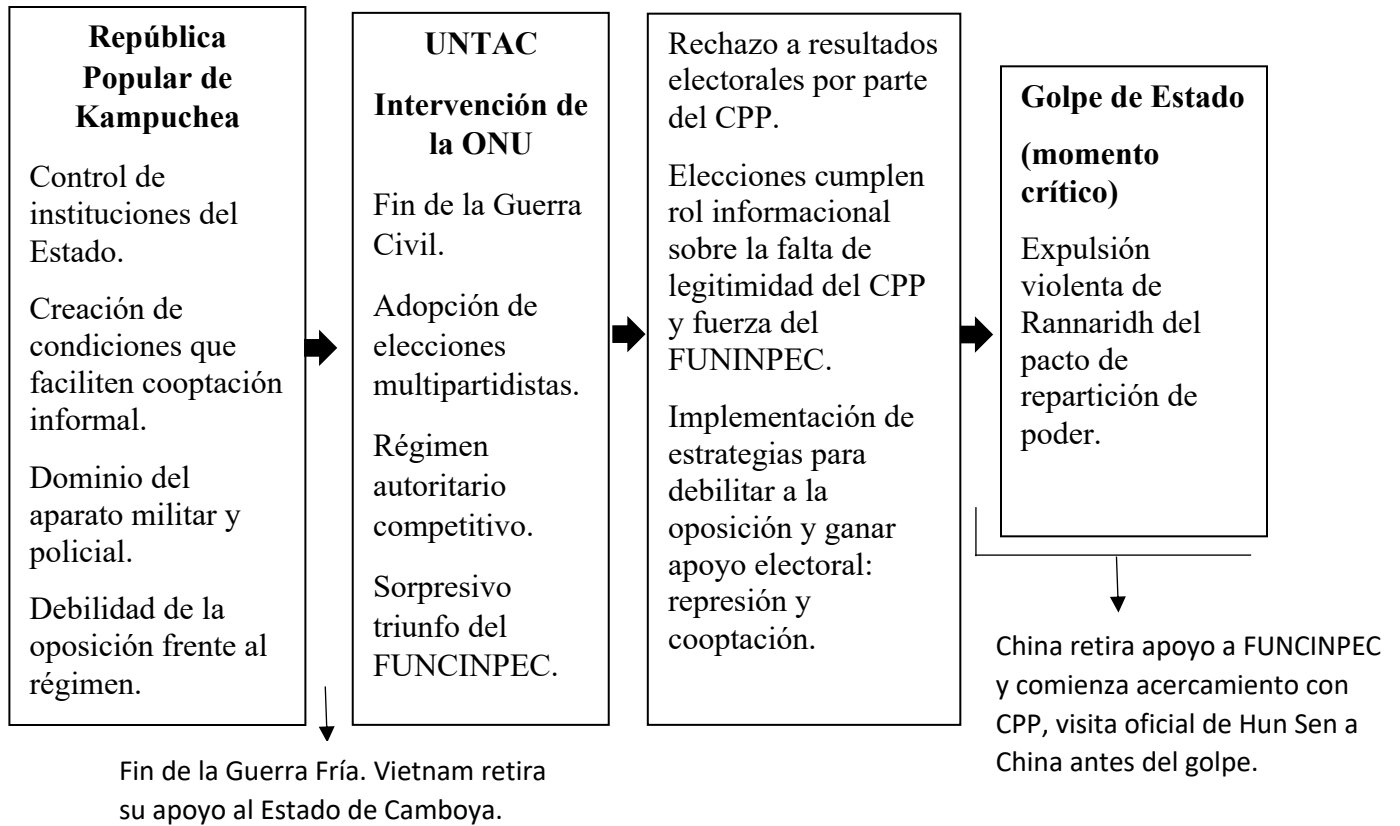 República
Popular de
Kampuchea
Control de
instituciones del
Estado.
Creación de
condiciones que
faciliten cooptación
informal.
Dominio del
aparato militar y
policial.
Debilidad de la
oposición frente al
régimen.
UNTAC
Intervención de
la ONU
Fin de la Guerra
Civil.
Adopción de
elecciones
multipartidistas.
Régimen
autoritario
competitivo.
Sorpresivo
triunfo del
FUNCINPEC.
Rechazo a resultados
electorales por parte
del CPP.
Elecciones cumplen
rol informacional
sobre la falta de
legitimidad del CPP
y fuerza del
FUNINPEC.
Implementación de
estrategias para
debilitar a la
oposición y ganar
apoyo electoral:
represión y
cooptación.
Golpe de Estado
(momento
crítico)
Expulsión
violenta de
Rannaridh del
pacto de
repartición de
poder.
Fin de la Guerra Fría. Vietnam retira
su apoyo al Estado de Camboya.
China retira apoyo a FUNCINPEC
y comienza acercamiento con
CPP, visita oficial de Hun Sen a
China antes del golpe.